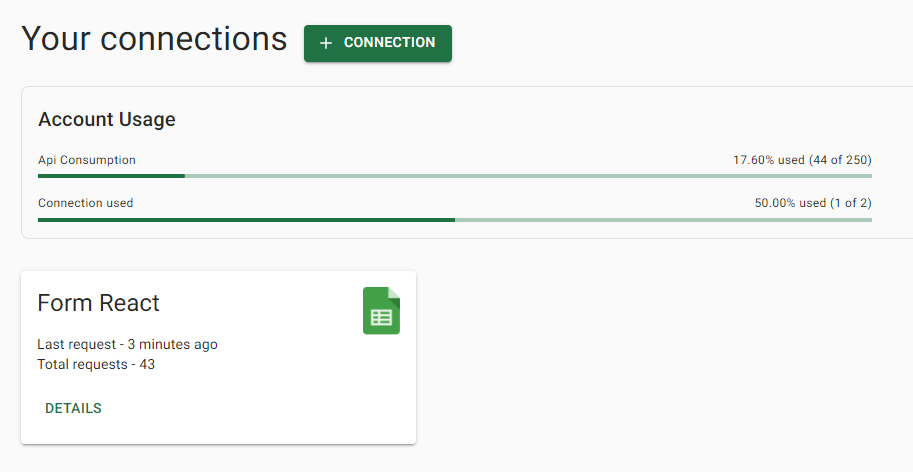 Your connections
+ CONNECTION
Account Usage
Api Consumption 17.60% used (44 of 250)
Connection used 50.00% used (1 of 2)
Form React
Last request - 3 minutes ago
Total requests - 43
DETAILS